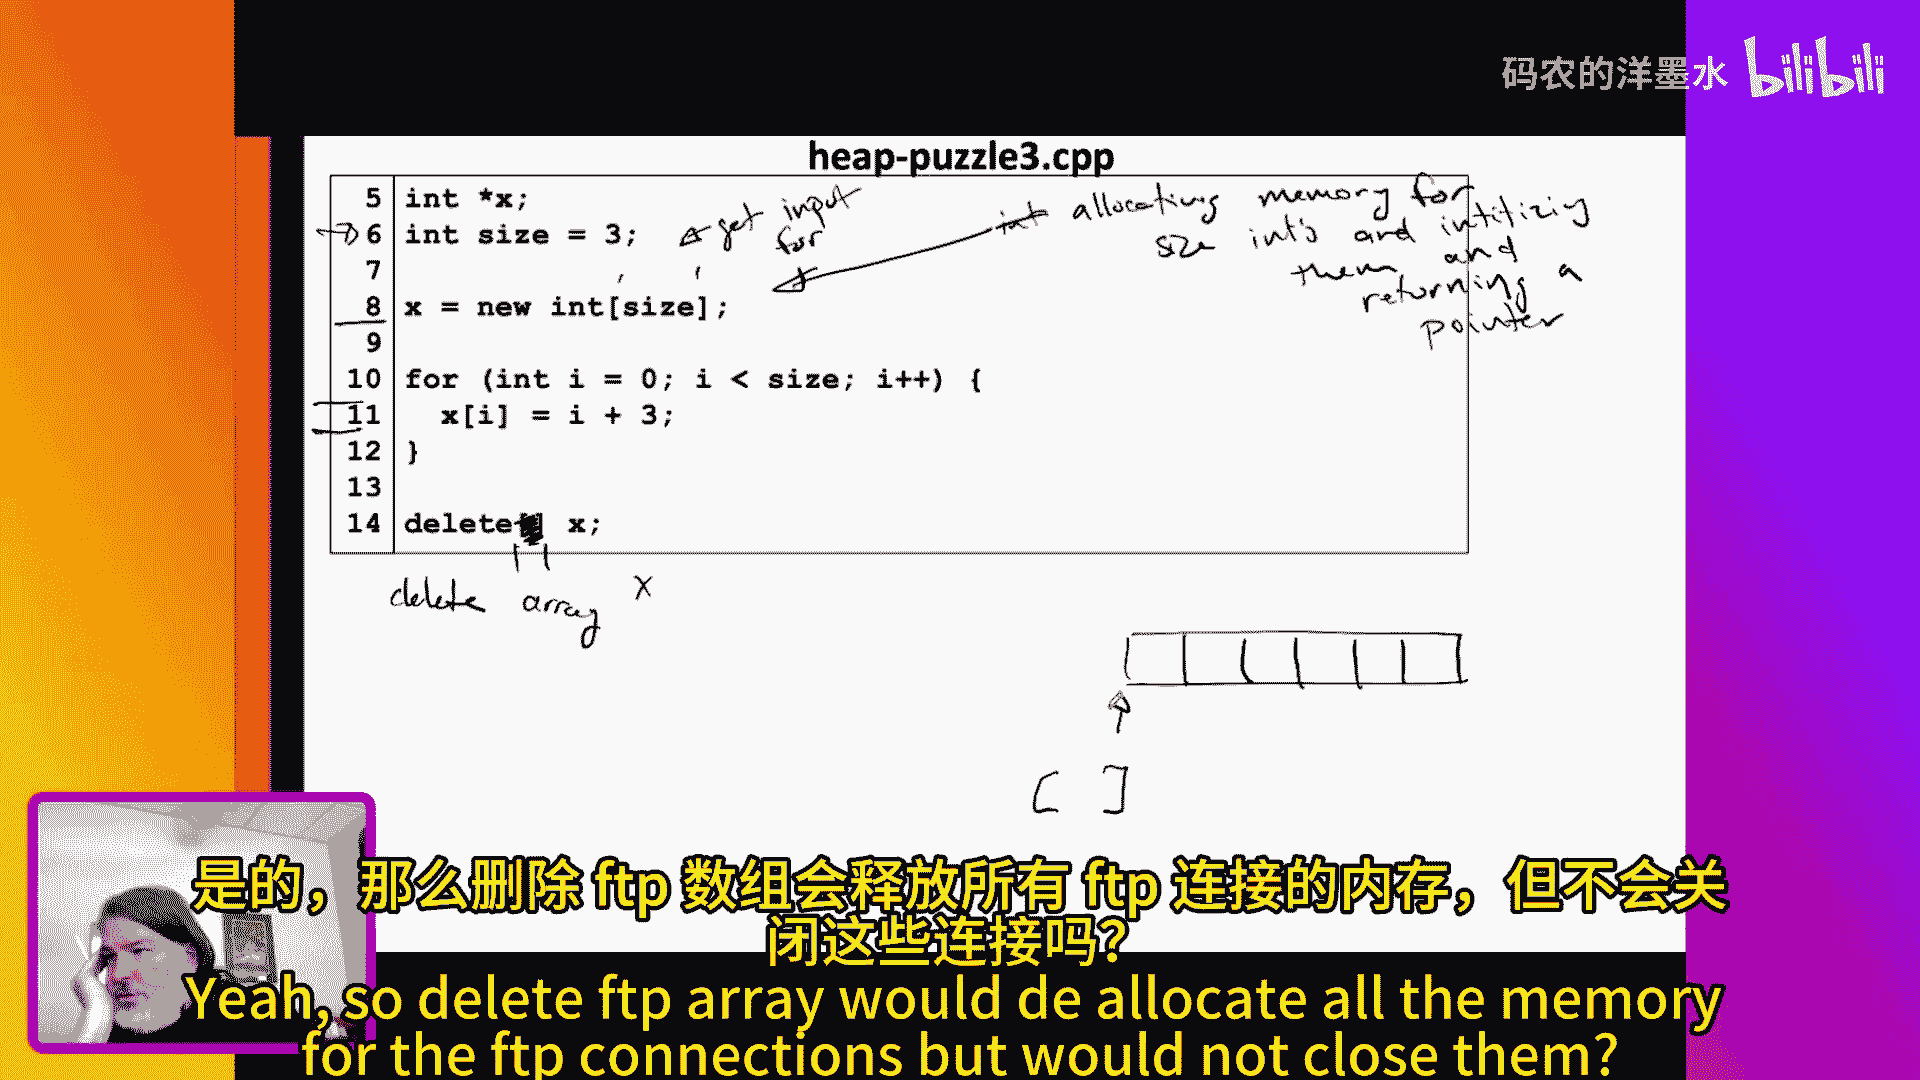 码农的洋墨水 bilibili
heap-puzzle3.cpp
5 int *x;
6 int size = 3;
7
8 x = new int[size];
9
10 for (int i = 0; i < size; i++) {
11 x[i] = i + 3;
12 }
13
14 delete[] x;
get input
for
int allocating memory for
size int's and intitiziy
them and
returning a
pointer
delete array x
[ ]
是的，那么删除 ftp 数组会释放所有 ftp 连接的内存，但不会关
闭这些连接吗？
Yeah, so delete ftp array would de allocate all the memory
for the ftp connections but would not close them?